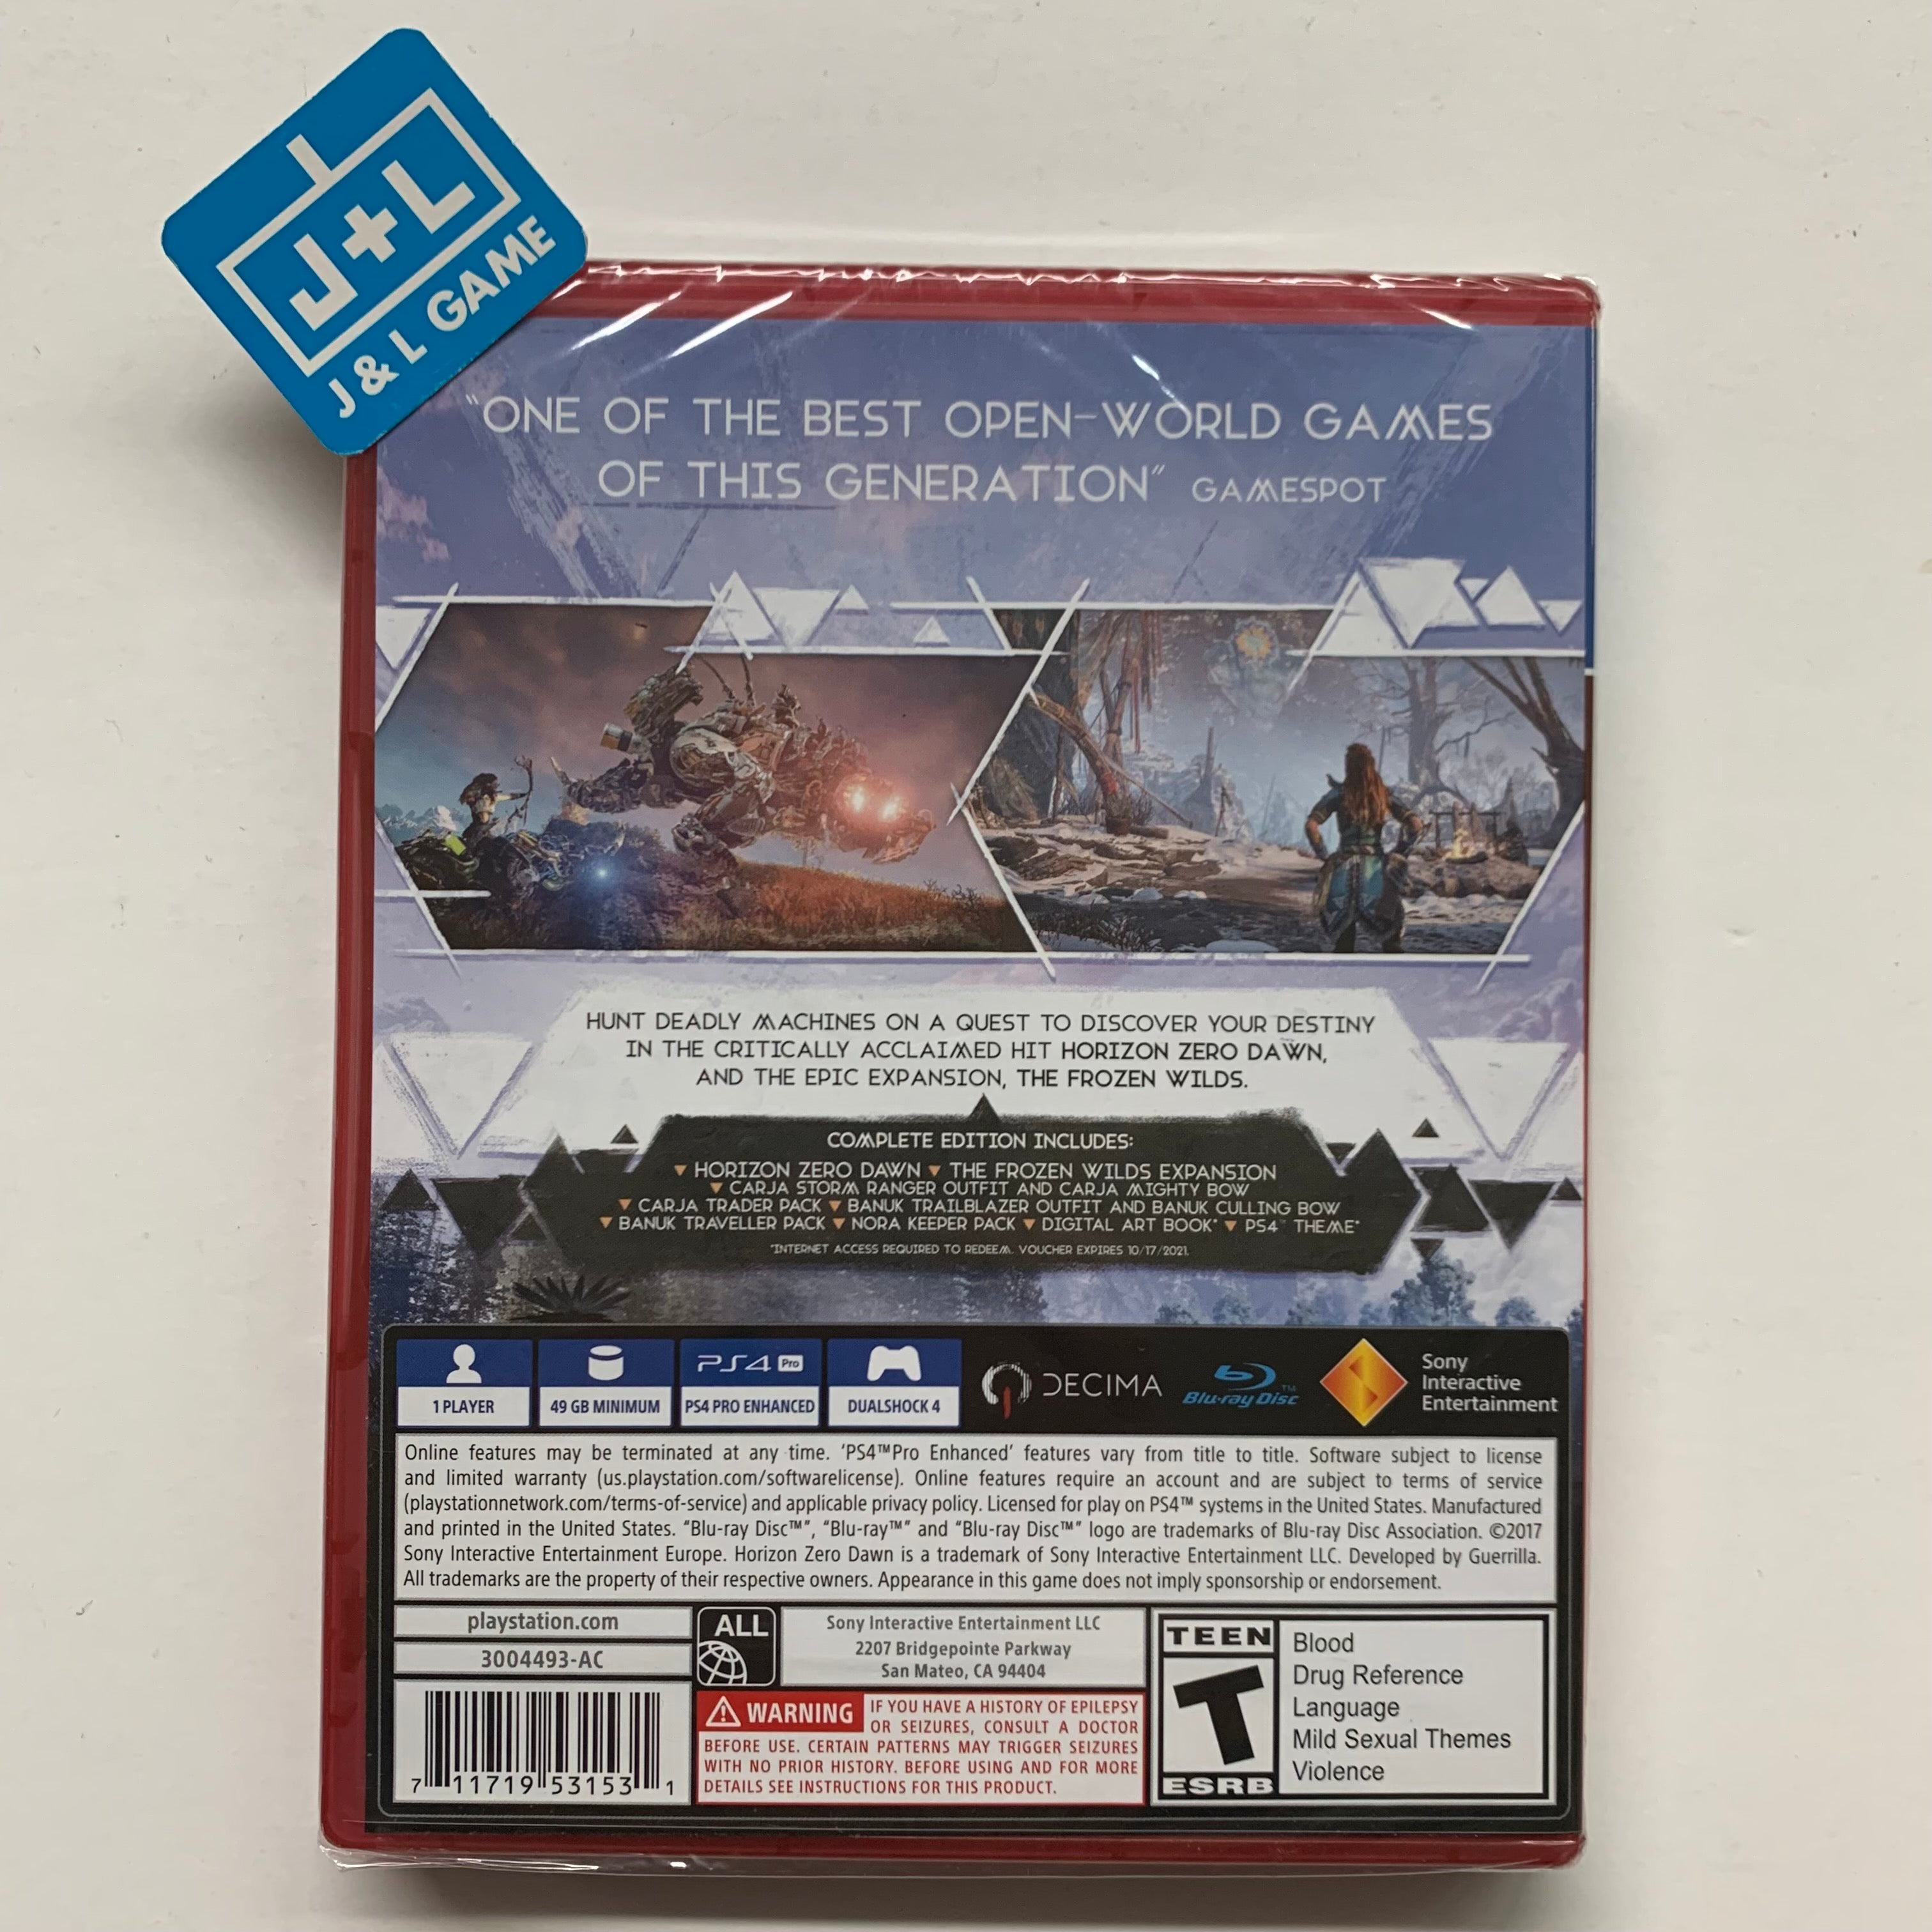 J+L
J & L GAME
"ONE OF THE BEST OPEN-WORLD GAMES
OF THIS GENERATION" GAMESPOT
HUNT DEADLY MACHINES ON A QUEST TO DISCOVER YOUR DESTINY
IN THE CRITICALLY ACCLAIMED HIT HORIZON ZERO DAWN,
AND THE EPIC EXPANSION, THE FROZEN WILDS.
COMPLETE EDITION INCLUDES:
▼ HORIZON ZERO DAWN ▼ THE FROZEN WILDS EXPANSION
▼ CARJA STORM RANGER OUTFIT AND CARJA MIGHTY BOW
▼ CARJA TRADER PACK ▼ BANUK TRAILBLAZER OUTFIT AND BANUK CULLING BOW
▼ BANUK TRAVELLER PACK ▼ NORA KEEPER PACK ▼ DIGITAL ART BOOK* ▼ PS4™ THEME*
*INTERNET ACCESS REQUIRED TO REDEEM. VOUCHER EXPIRES 10/17/2021.
PS4 Pro
1 PLAYER 49 GB MINIMUM PS4 PRO ENHANCED DUALSHOCK 4
DECIMA
Blu-ray Disc™
Sony
Interactive
Entertainment
Online features may be terminated at any time. 'PS4™Pro Enhanced' features vary from title to title. Software subject to license
and limited warranty (us.playstation.com/softwarelicense). Online features require an account and are subject to terms of service
(playstationnetwork.com/terms-of-service) and applicable privacy policy. Licensed for play on PS4™ systems in the United States. Manufactured
and printed in the United States. "Blu-ray Disc™", "Blu-ray™" and "Blu-ray Disc™" logo are trademarks of Blu-ray Disc Association. ©2017
Sony Interactive Entertainment Europe. Horizon Zero Dawn is a trademark of Sony Interactive Entertainment LLC. Developed by Guerrilla.
All trademarks are the property of their respective owners. Appearance in this game does not imply sponsorship or endorsement.
playstation.com
3004493-AC
7 11719 53153 1
ALL
Sony Interactive Entertainment LLC
2207 Bridgepointe Parkway
San Mateo, CA 94404
WARNING IF YOU HAVE A HISTORY OF EPILEPSY
OR SEIZURES, CONSULT A DOCTOR
BEFORE USE. CERTAIN PATTERNS MAY TRIGGER SEIZURES
WITH NO PRIOR HISTORY. BEFORE USING AND FOR MORE
DETAILS SEE INSTRUCTIONS FOR THIS PRODUCT.
TEEN
T
ESRB
Blood
Drug Reference
Language
Mild Sexual Themes
Violence